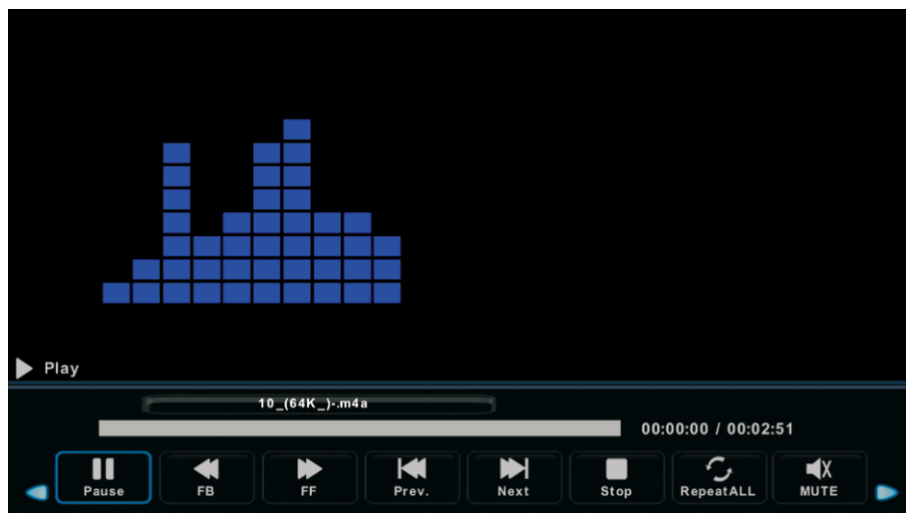 Play
10_(64K_)-.m4a
00:00:00 / 00:02:51
Pause FB FF Prev. Next Stop RepeatALL MUTE